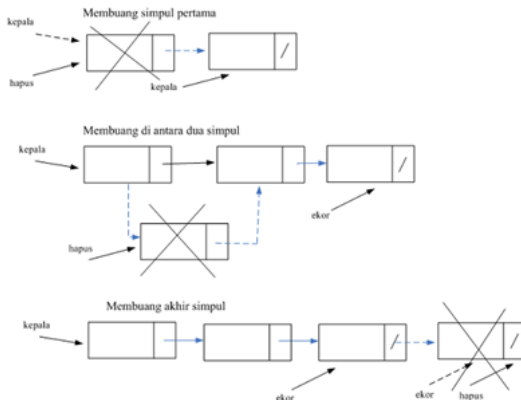 Membuang simpul pertama
kepala
hapus
kepala
/
Membuang di antara dua simpul
kepala
/
ekor
hapus
Membuang akhir simpul
kepala
/
/
ekor
ekor
hapus